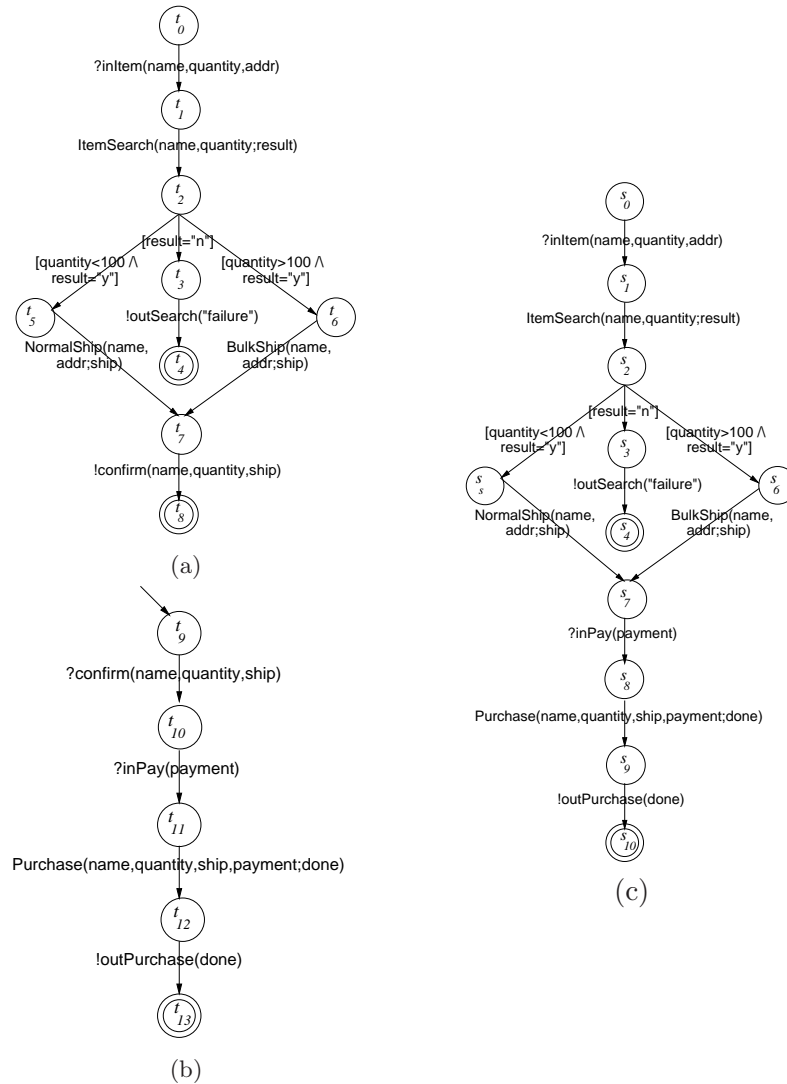 t0
?inItem(name,quantity,addr)
t1
ItemSearch(name,quantity;result)
t2
[result="n"]
[quantity<100 /\
result="y"]
[quantity>100 /\
result="y"]
t3
t5
t6
!outSearch("failure")
NormalShip(name,
addr;ship)
BulkShip(name,
addr;ship)
t4
t7
!confirm(name,quantity,ship)
t8
(a)
t9
?confirm(name,quantity,ship)
t10
?inPay(payment)
t11
Purchase(name,quantity,ship,payment;done)
t12
!outPurchase(done)
t13
(b)
s0
?inItem(name,quantity,addr)
s1
ItemSearch(name,quantity;result)
s2
[result="n"]
[quantity<100 /\
result="y"]
[quantity>100 /\
result="y"]
s3
ss
s6
!outSearch("failure")
NormalShip(name,
addr;ship)
BulkShip(name,
addr;ship)
s4
s7
?inPay(payment)
s8
Purchase(name,quantity,ship,payment;done)
s9
!outPurchase(done)
s10
(c)